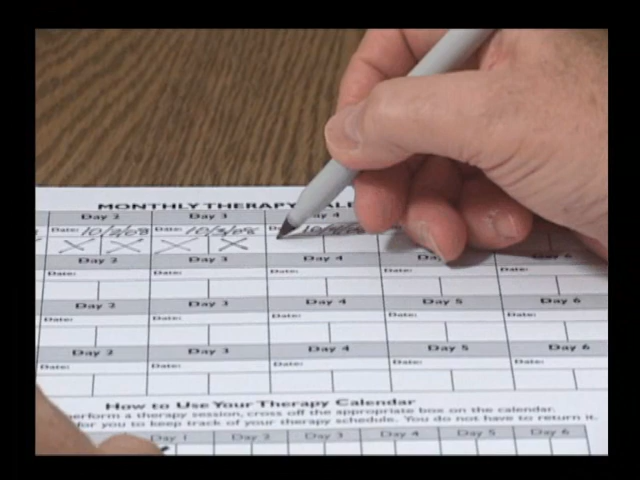 MONTHLY THERAPY
Day 2 Day 3 4
Date: 10/2/08 Date: 10/3/08
Day 2 Day 3 Day 4
Date: Date: Date: Date:
Day 2 Day 3 Day 4 Day 5 Day 6
Date: Date: Date: Date: Date:
Day 2 Day 3 Day 4 Day 5 Day 6
Date: Date: Date: Date: Date:
How to Use Your Therapy Calendar
perform a therapy session, cross off the appropriate box on the calendar.
for you to keep track of your therapy schedule. You do not have to return it.
Day 1 Day 2 Day 3 Day 4 Day 5 Day 6